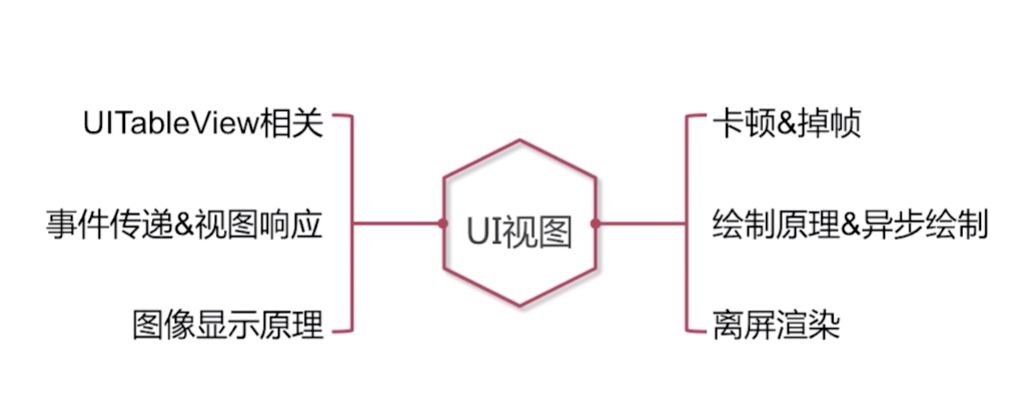 UITableView相关
事件传递&视图响应
图像显示原理
UI视图
卡顿&掉帧
绘制原理&异步绘制
离屏渲染